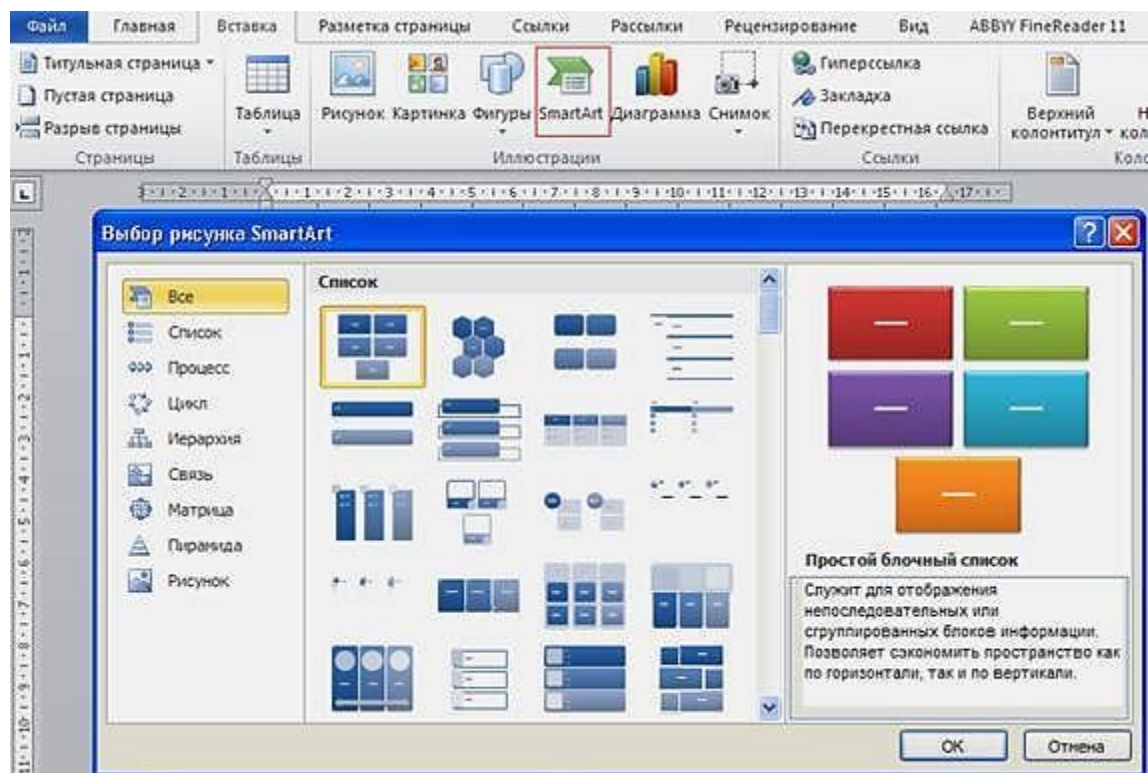 Файл Главная Вставка Разметка страницы Ссылки Рассылки Рецензирование Вид ABBYY FineReader 11
Титульная страница
Пустая страница
Разрыв страницы
Страницы
Таблица
Таблицы
Рисунок Картинка Фигуры SmartArt Диаграмма Снимок
Иллюстрации
Гиперссылка
Закладка
Перекрестная ссылка
Ссылки
Верхний
колонтитул
Выбор рисунка SmartArt
Все
Список
Процесс
Цикл
Иерархия
Связь
Матрица
Пирамида
Рисунок
Список
Простой блочный список
Служит для отображения
непоследовательных или
сгруппированных блоков информации.
Позволяет сэкономить пространство как
по горизонтали, так и по вертикали.
ОК Отмена